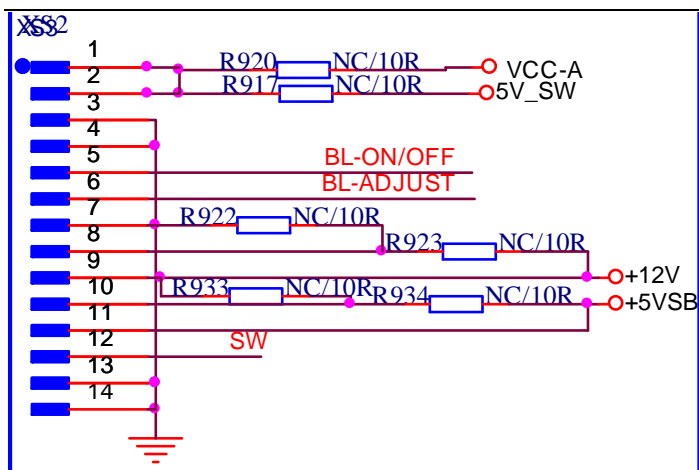 XS2
XS3
1
R920 NC/10R VCC-A
2
R917 NC/10R 5V_SW
3
4
5
BL-ON/OFF
6
BL-ADJUST
7
R922 NC/10R
8
R923 NC/10R
9
+12V
10
R933 NC/10R R934 NC/10R +5VSB
11
12
SW
13
14